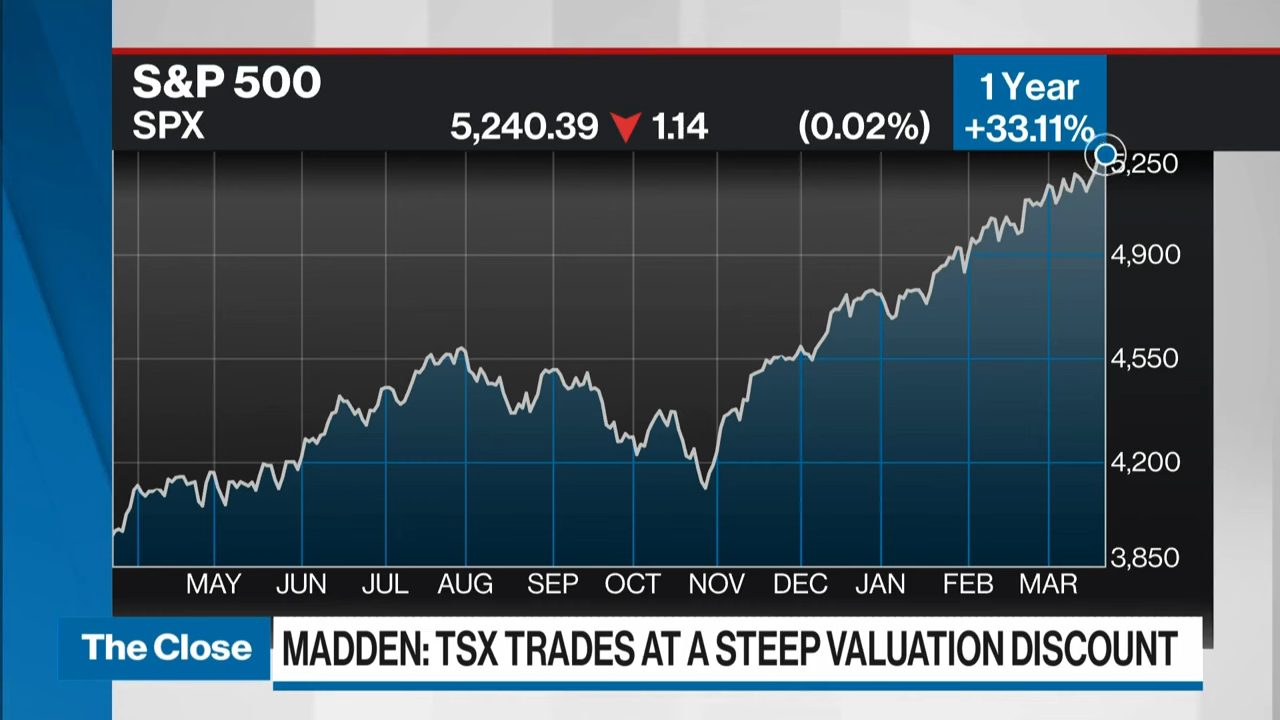 S&P 500
SPX 5,240.39 1.14 (0.02%)
1 Year
+33.11%
5,250
4,900
4,550
4,200
3,850
MAY JUN JUL AUG SEP OCT NOV DEC JAN FEB MAR
The Close
MADDEN: TSX TRADES AT A STEEP VALUATION DISCOUNT